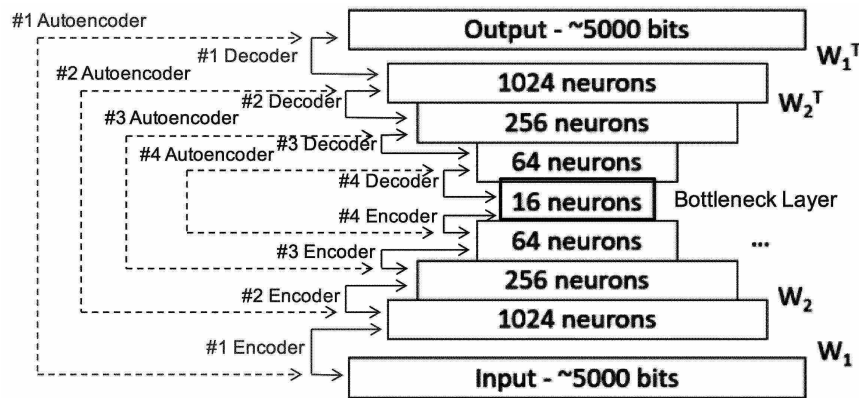 #1 Autoencoder
Output - ~5000 bits
#1 Decoder
W₁ᵀ
#2 Autoencoder
1024 neurons
#2 Decoder
W₂ᵀ
#3 Autoencoder
256 neurons
#3 Decoder
#4 Autoencoder
64 neurons
#4 Decoder
16 neurons
Bottleneck Layer
#4 Encoder
64 neurons
...
#3 Encoder
256 neurons
#2 Encoder
W₂
1024 neurons
#1 Encoder
W₁
Input - ~5000 bits